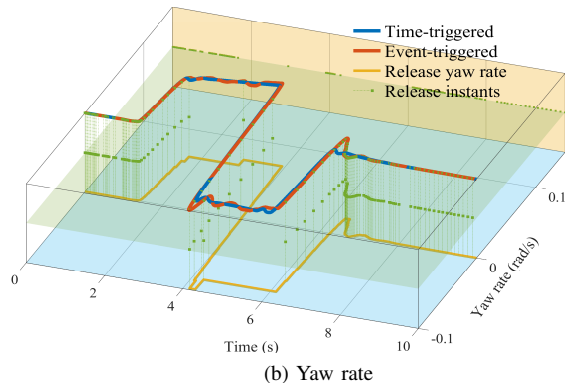 Time-triggered
Event-triggered
Release yaw rate
Release instants
0.1
0
-0.1
Yaw rate (rad/s)
0
2
4
6
8
10
Time (s)
(b) Yaw rate